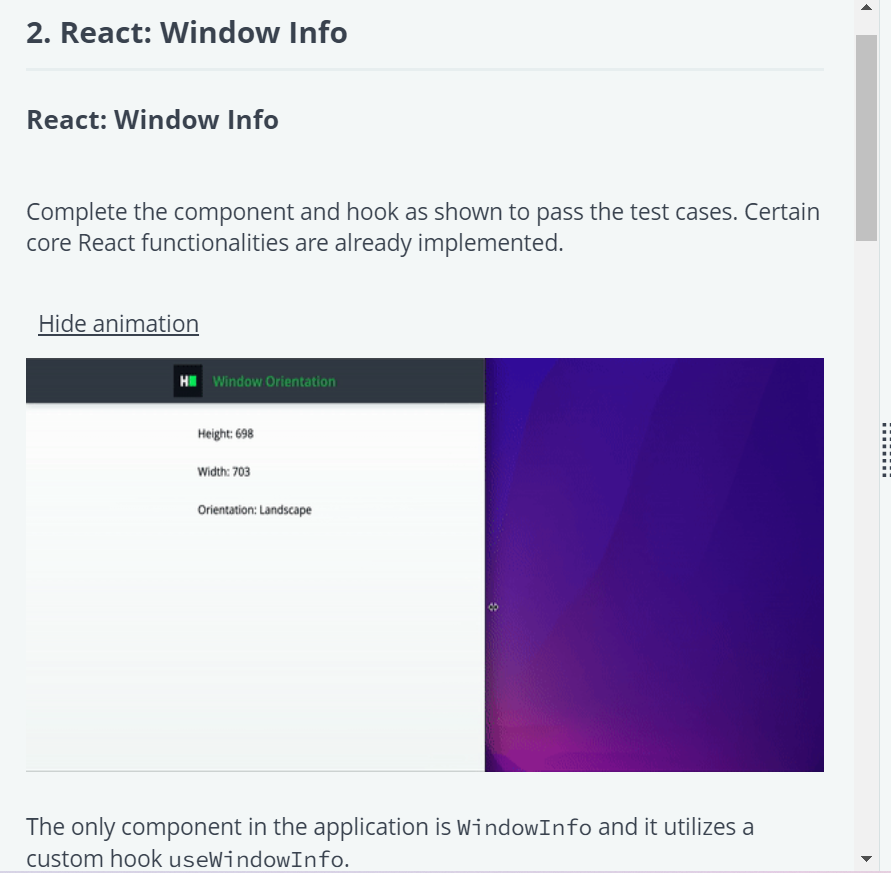 2. React: Window Info
React: Window Info
Complete the component and hook as shown to pass the test cases. Certain
core React functionalities are already implemented.
Hide animation
H
Window Orientation
Height: 698
Width: 703
Orientation: Landscape
The only component in the application is WindowInfo and it utilizes a
custom hook useWindowInfo.